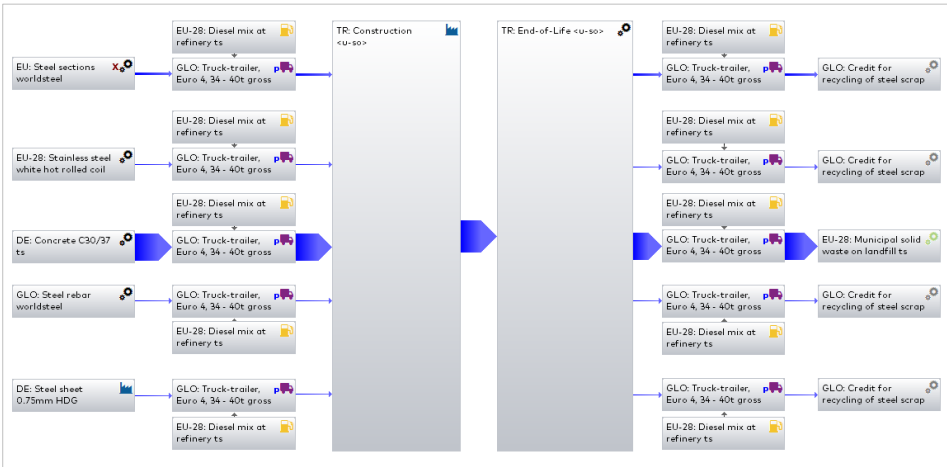 EU-28: Diesel mix at
refinery ts
TR: Construction
<u-so>
TR: End-of-Life <u-so>
EU-28: Diesel mix at
refinery ts
EU: Steel sections
worldsteel
X
GLO: Truck-trailer,
Euro 4, 34 - 40t gross
p
GLO: Truck-trailer,
Euro 4, 34 - 40t gross
p
GLO: Credit for
recycling of steel scrap
EU-28: Diesel mix at
refinery ts
EU-28: Diesel mix at
refinery ts
EU-28: Stainless steel
white hot rolled coil
GLO: Truck-trailer,
Euro 4, 34 - 40t gross
p
GLO: Truck-trailer,
Euro 4, 34 - 40t gross
p
GLO: Credit for
recycling of steel scrap
EU-28: Diesel mix at
refinery ts
EU-28: Diesel mix at
refinery ts
DE: Concrete C30/37
ts
GLO: Truck-trailer,
Euro 4, 34 - 40t gross
p
GLO: Truck-trailer,
Euro 4, 34 - 40t gross
p
EU-28: Municipal solid
waste on landfill ts
GLO: Steel rebar
worldsteel
GLO: Truck-trailer,
Euro 4, 34 - 40t gross
p
GLO: Truck-trailer,
Euro 4, 34 - 40t gross
p
GLO: Credit for
recycling of steel scrap
EU-28: Diesel mix at
refinery ts
EU-28: Diesel mix at
refinery ts
DE: Steel sheet
0.75mm HDG
GLO: Truck-trailer,
Euro 4, 34 - 40t gross
p
GLO: Truck-trailer,
Euro 4, 34 - 40t gross
p
GLO: Credit for
recycling of steel scrap
EU-28: Diesel mix at
refinery ts
EU-28: Diesel mix at
refinery ts